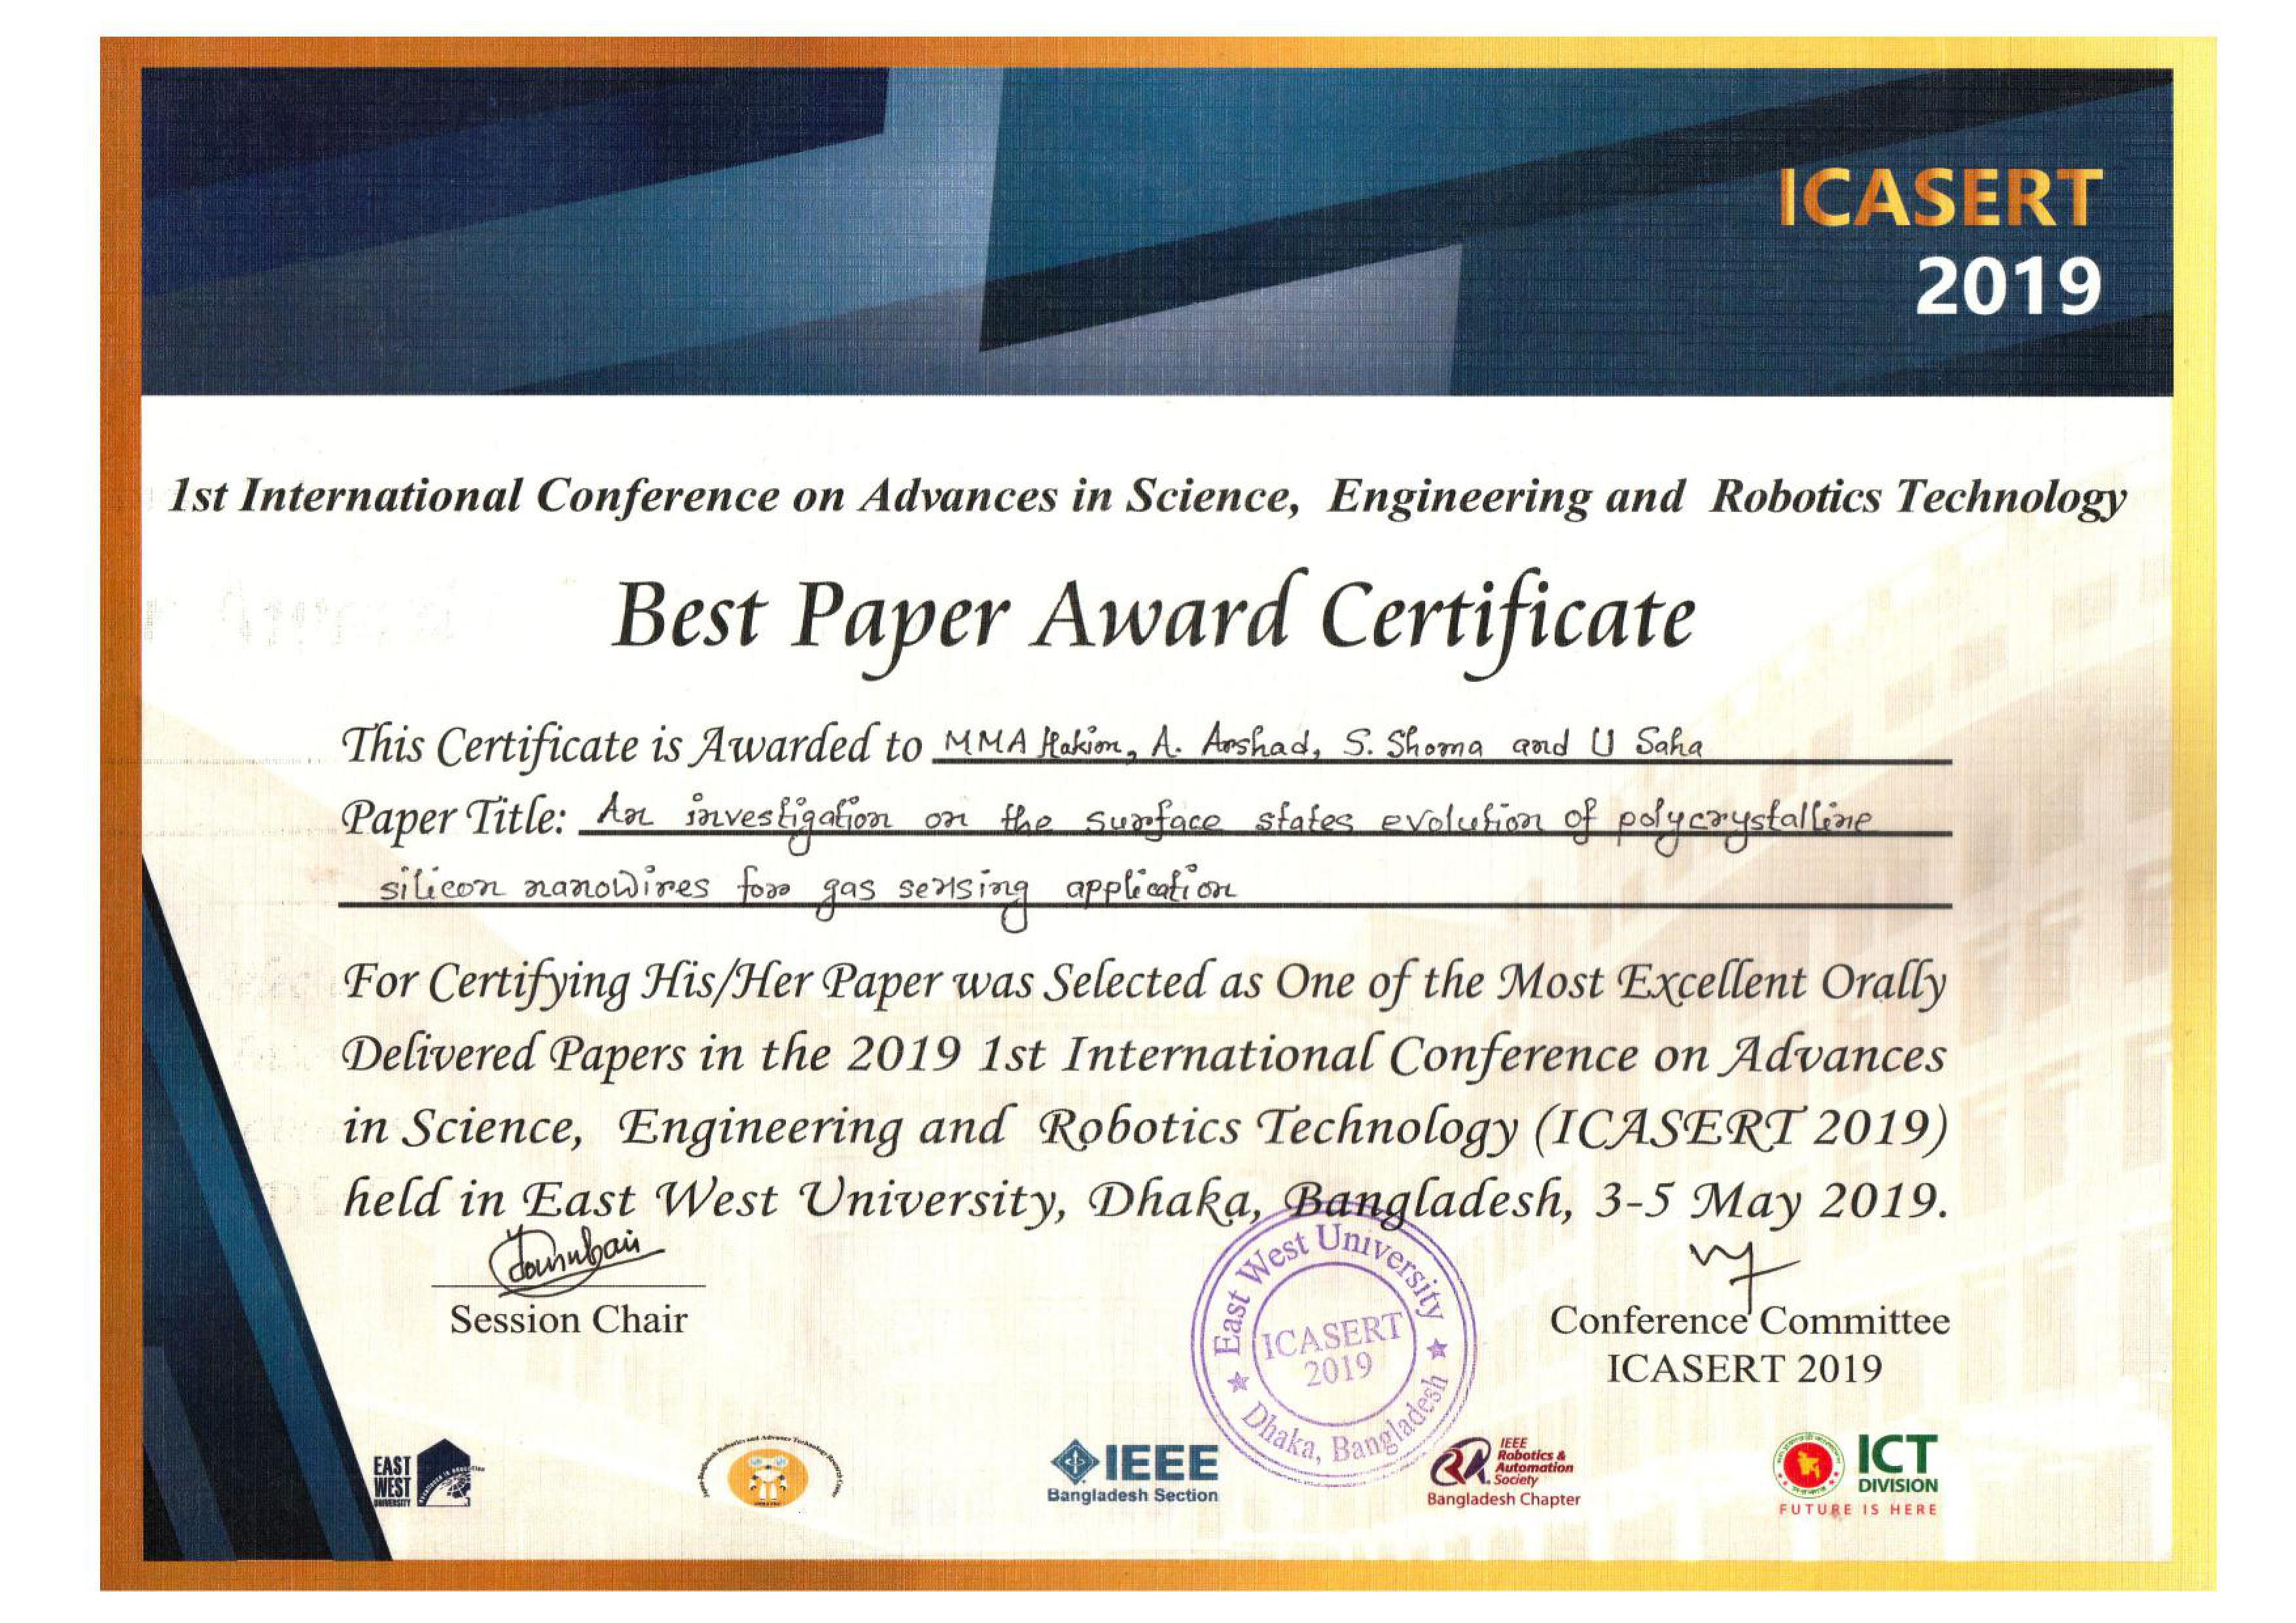 ICASERT
2019
1st International Conference on Advances in Science, Engineering and Robotics Technology
Best Paper Award Certificate
This Certificate is Awarded to MMA Hakim, A. Arshad, S. Shoma and U Saha
Paper Title: An investigation on the surface states evolution of polycrystalline
silicon nanowires for gas sensing application
For Certifying His/Her Paper was Selected as One of the Most Excellent Orally
Delivered Papers in the 2019 1st International Conference on Advances
in Science, Engineering and Robotics Technology (ICASERT 2019)
held in East West University, Dhaka, Bangladesh, 3-5 May 2019.
Session Chair
East West University
ICASERT
2019
Dhaka, Bangladesh
Conference Committee
ICASERT 2019
EAST
WEST
UNIVERSITY
IEEE
Bangladesh Section
IEEE
Robotics &
Automation
Society
Bangladesh Chapter
ICT
DIVISION
FUTURE IS HERE